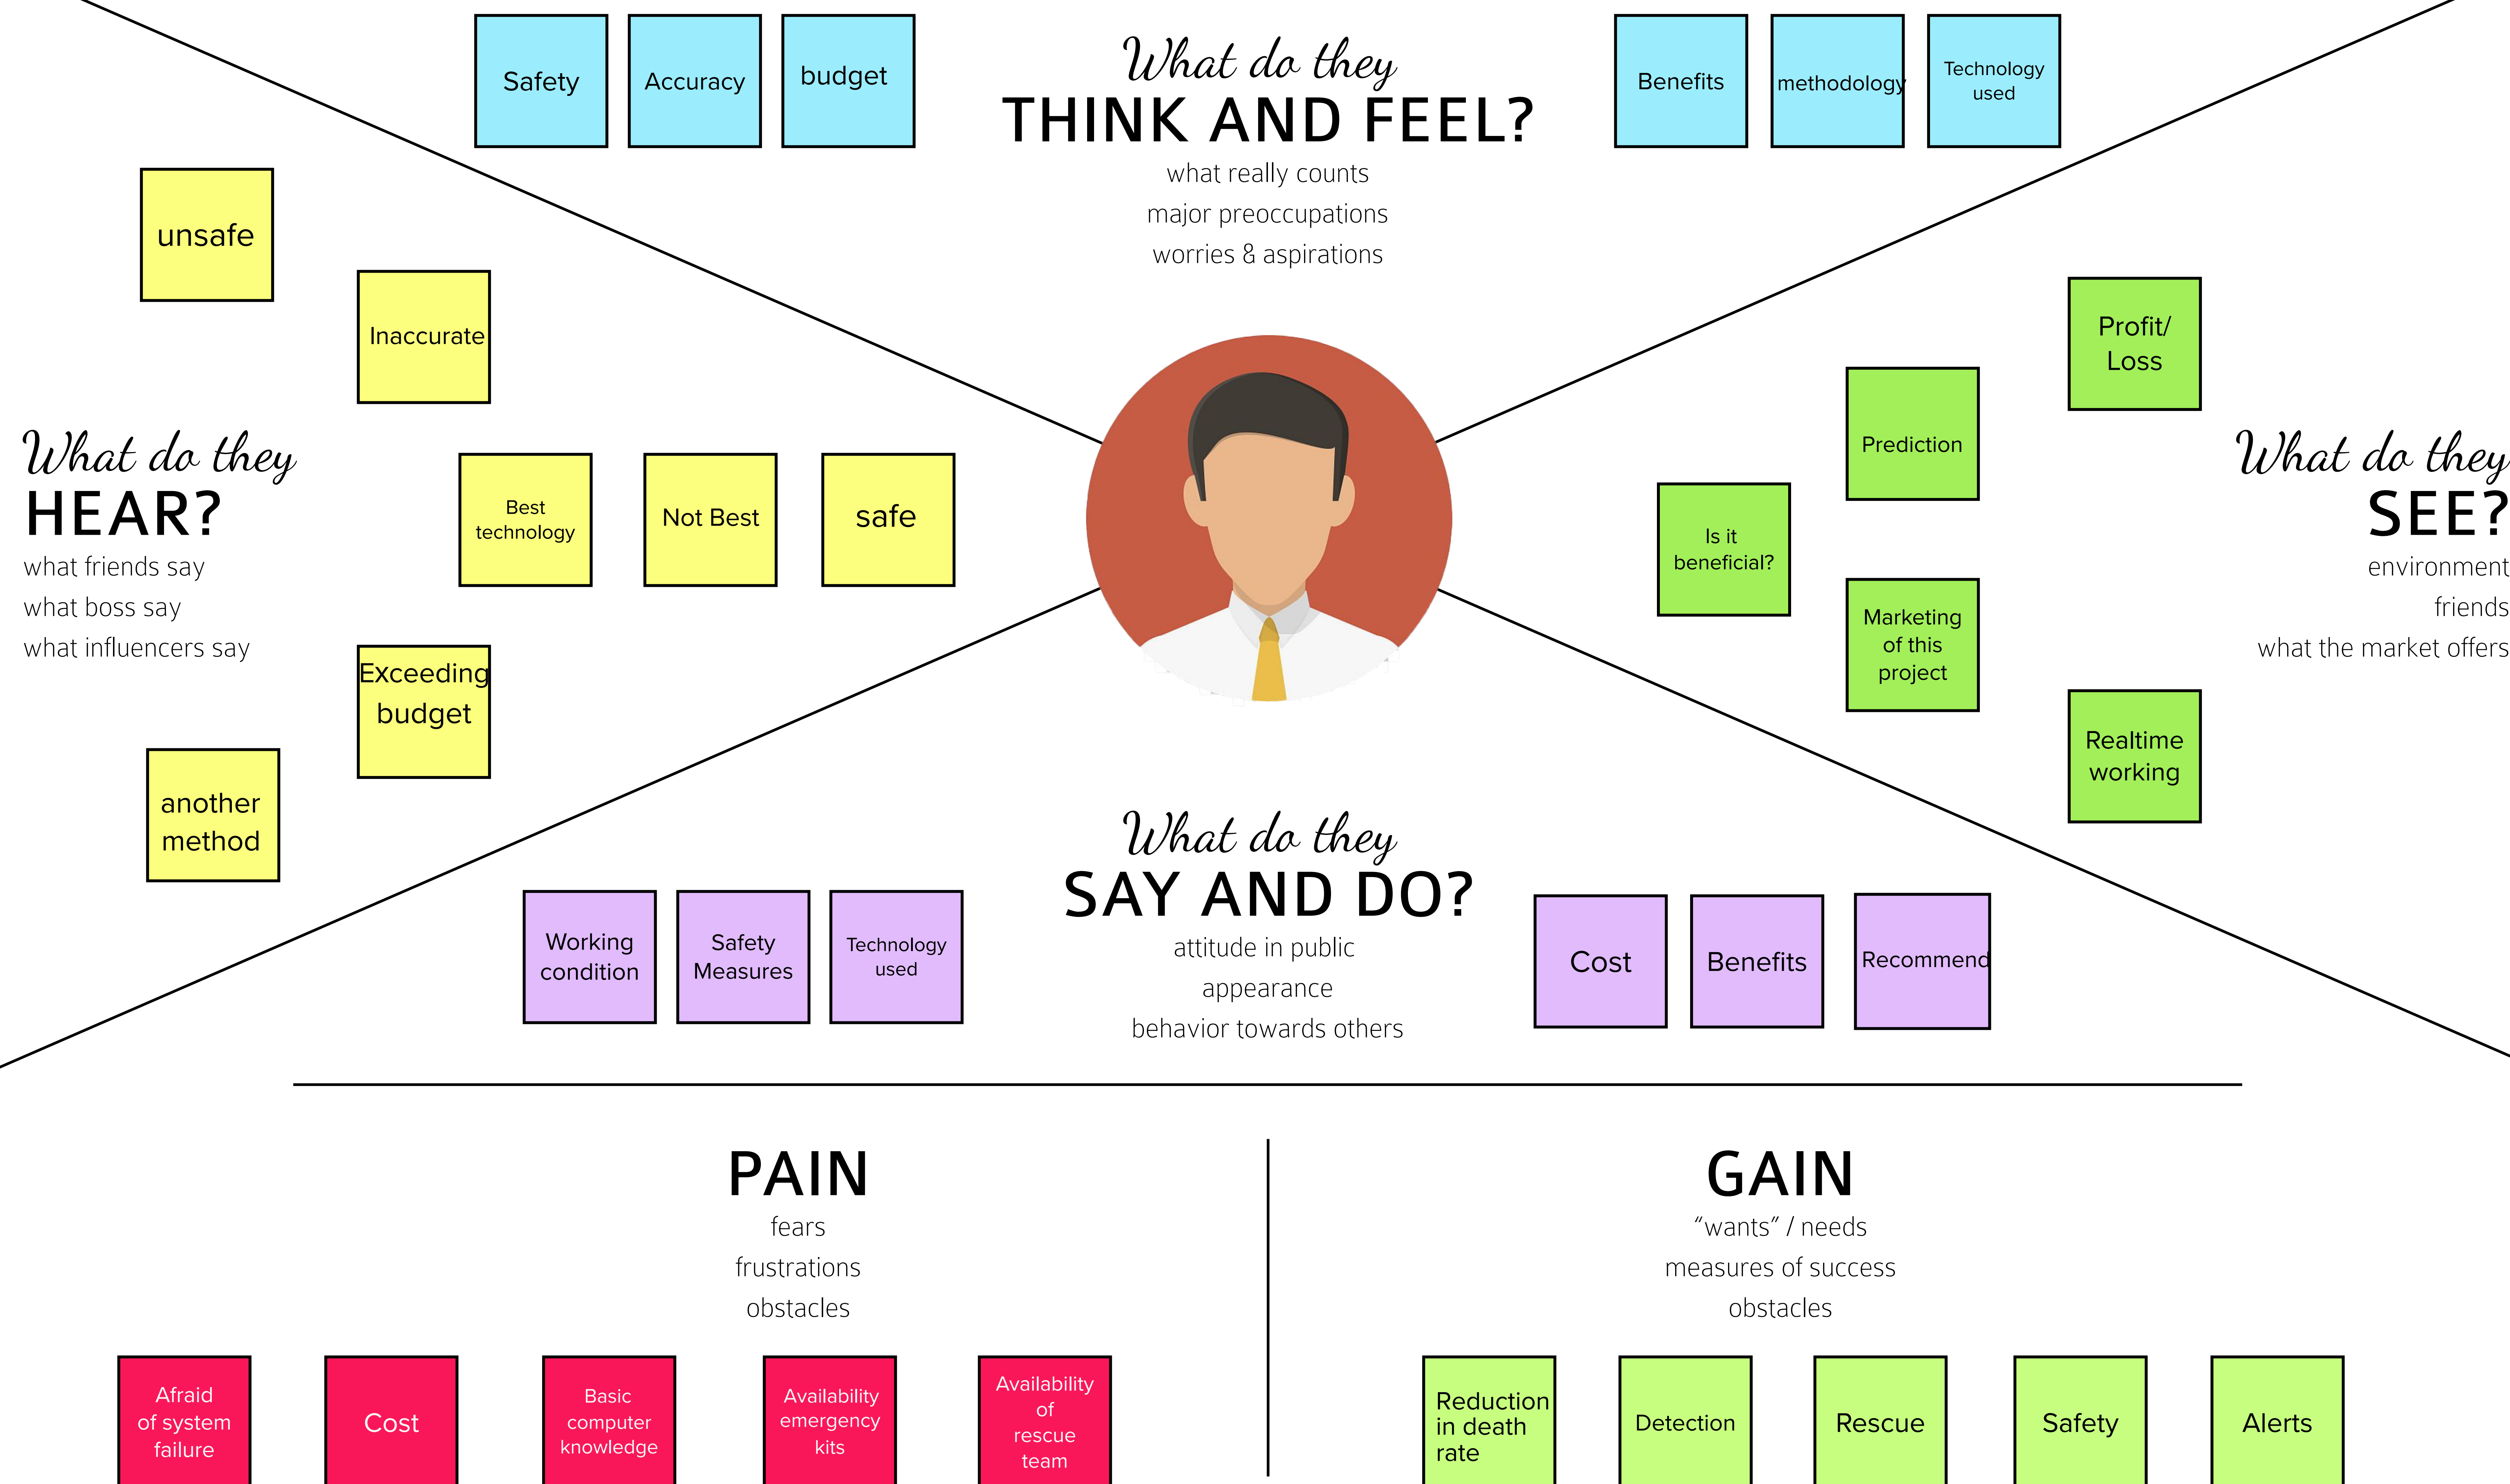 Safety
Accuracy
budget
What do they
THINK AND FEEL?
what really counts
major preoccupations
worries & aspirations
Benefits
methodology
Technology
used
unsafe
Inaccurate
What do they
HEAR?
what friends say
what boss say
what influencers say
Best
technology
Not Best
safe
Exceeding
budget
another
method
Profit/
Loss
Prediction
Is it
beneficial?
Marketing
of this
project
Realtime
working
What do they
SEE?
environment
friends
what the market offers
What do they
SAY AND DO?
attitude in public
appearance
behavior towards others
Working
condition
Safety
Measures
Technology
used
Cost
Benefits
Recommend
PAIN
fears
frustrations
obstacles
Afraid
of system
failure
Cost
Basic
computer
knowledge
Availability
emergency
kits
Availability
of
rescue
team
GAIN
“wants” / needs
measures of success
obstacles
Reduction
in death
rate
Detection
Rescue
Safety
Alerts